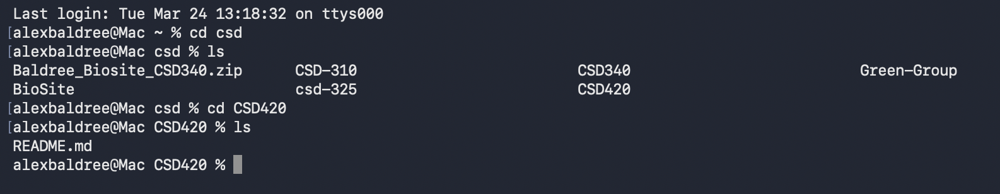 Last login: Tue Mar 24 13:18:32 on ttys000
[alexbaldree@Mac ~ % cd csd
[alexbaldree@Mac csd % ls
Baldree_Biosite_CSD340.zip CSD-310 CSD340 Green-Group
BioSite csd-325 CSD420
[alexbaldree@Mac csd % cd CSD420
[alexbaldree@Mac CSD420 % ls
README.md
alexbaldree@Mac CSD420 %